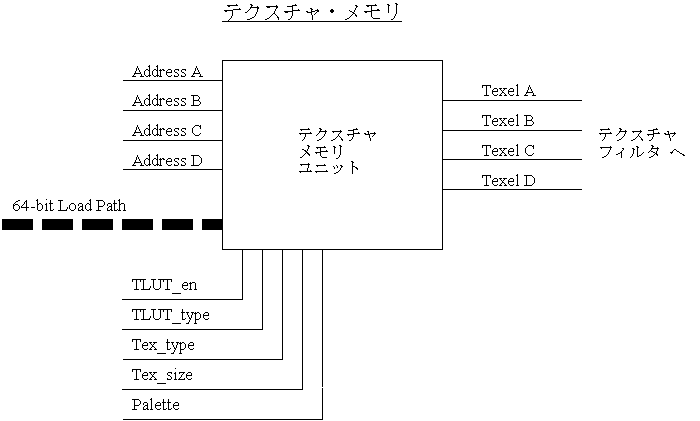 テクスチャ・メモリ
Address A
Address B
Address C
Address D
64-bit Load Path
テクスチャ
メモリ
ユニット
Texel A
Texel B
Texel C
Texel D
テクスチャ
フィルタ へ
TLUT_en
TLUT_type
Tex_type
Tex_size
Palette